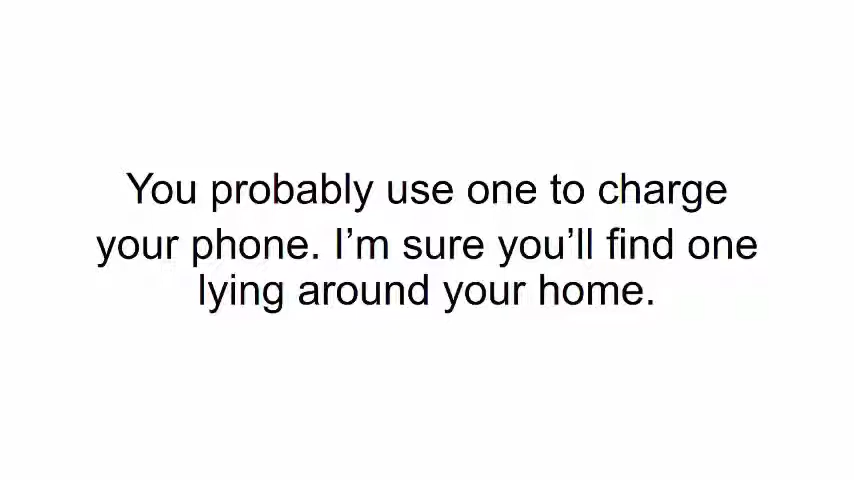 You probably use one to charge
your phone. I’m sure you’ll find one
lying around your home.